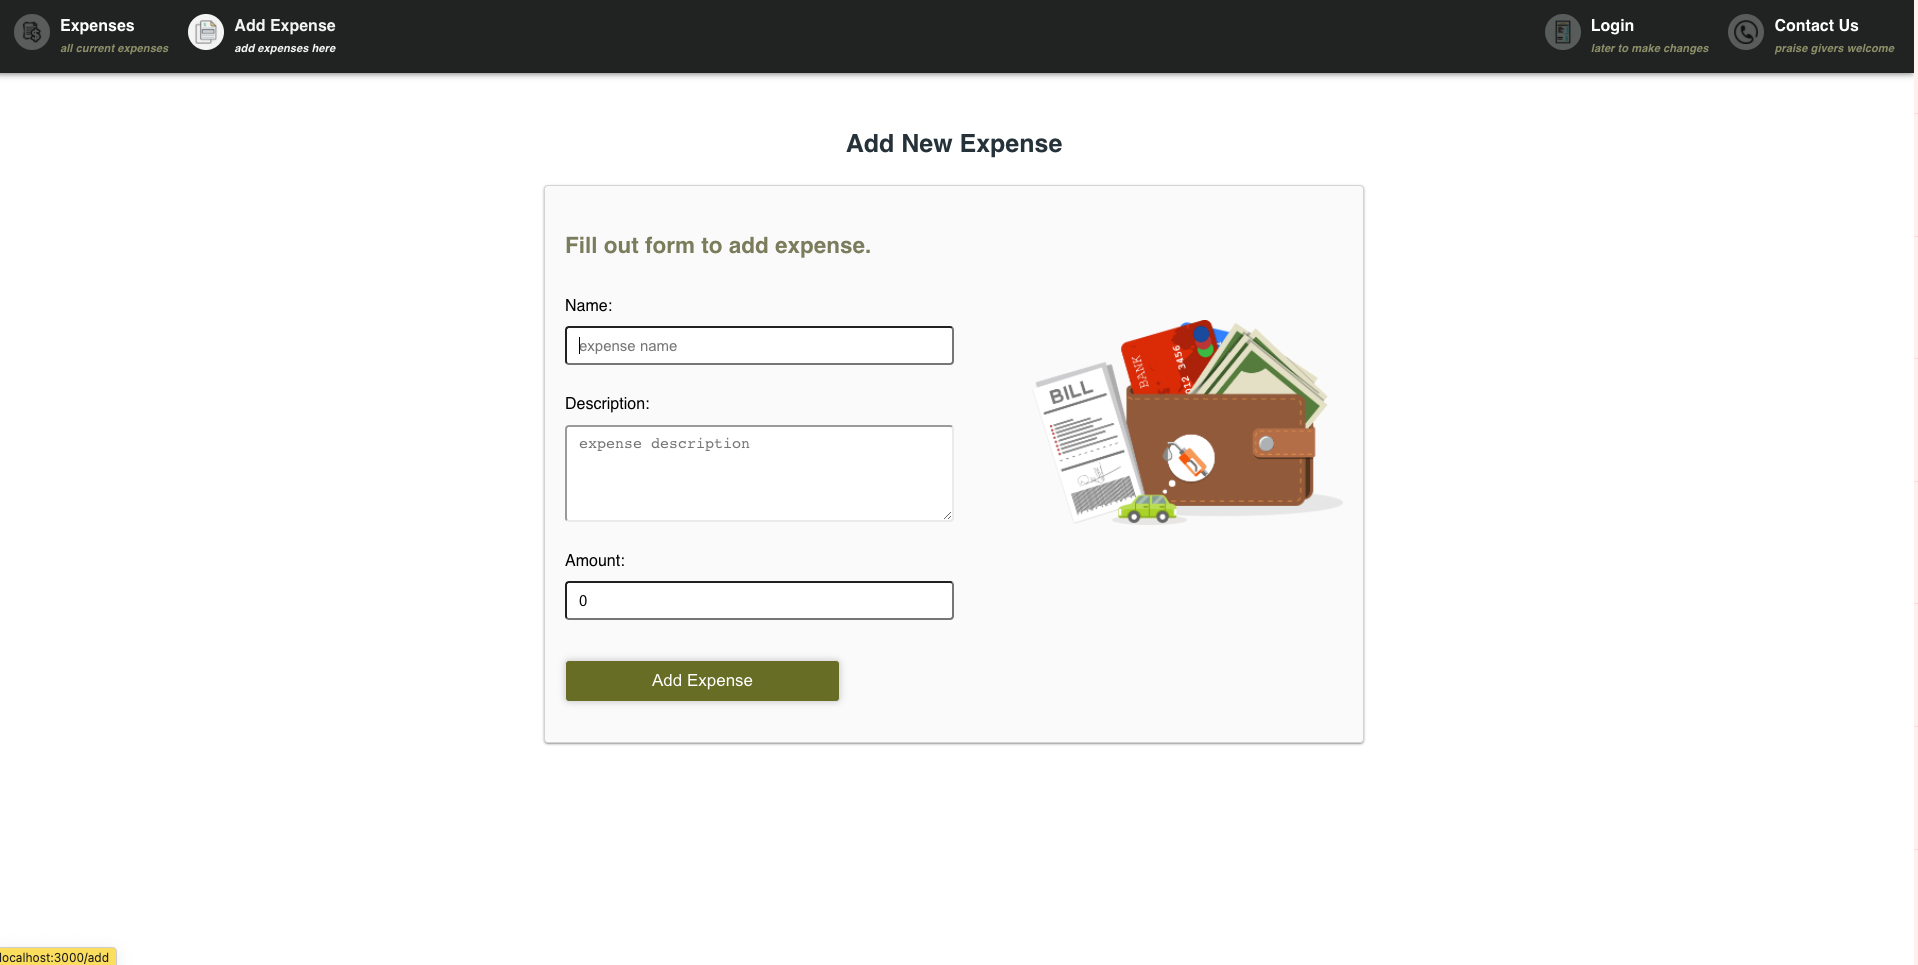 Expenses
all current expenses
Add Expense
add expenses here
Login
later to make changes
Contact Us
praise givers welcome
Add New Expense
Fill out form to add expense.
Name:
expense name
Description:
expense description
Amount:
0
Add Expense
BILL
BANK
012 3456
localhost:3000/add